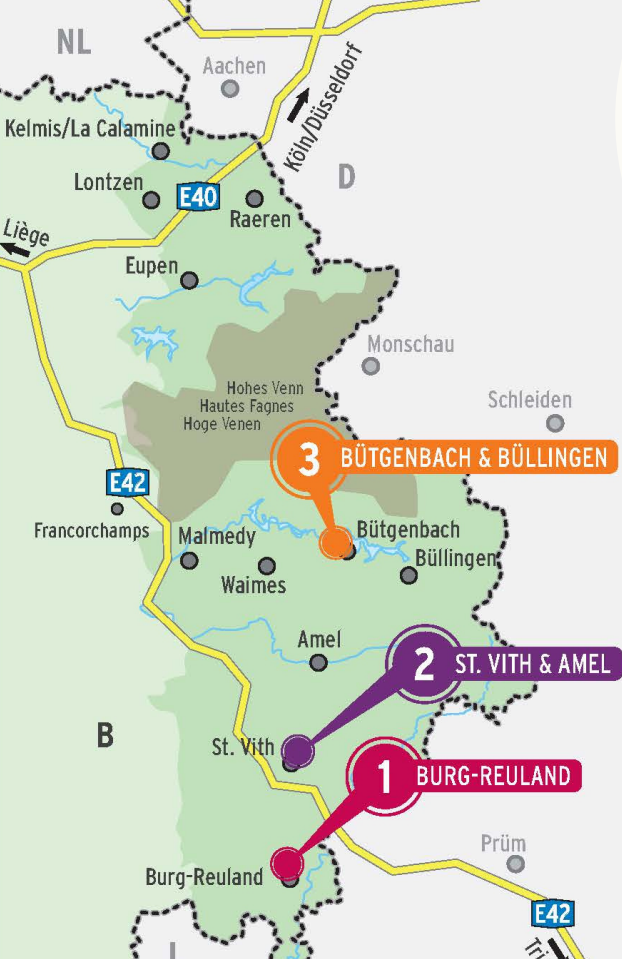 NL
Aachen
Köln/Düsseldorf
Kelmis/La Calamine
D
Lontzen
E40
Raeren
Liège
Eupen
Monschau
Hohes Venn
Hautes Fagnes
Hoge Venen
Schleiden
3 BÜTGENBACH & BÜLLINGEN
E42
Francorchamps
Malmedy
Bütgenbach
Büllingen
Waimes
Amel
2 ST. VITH & AMEL
B
St. Vith
1 BURG-REULAND
Prüm
Burg-Reuland
E42